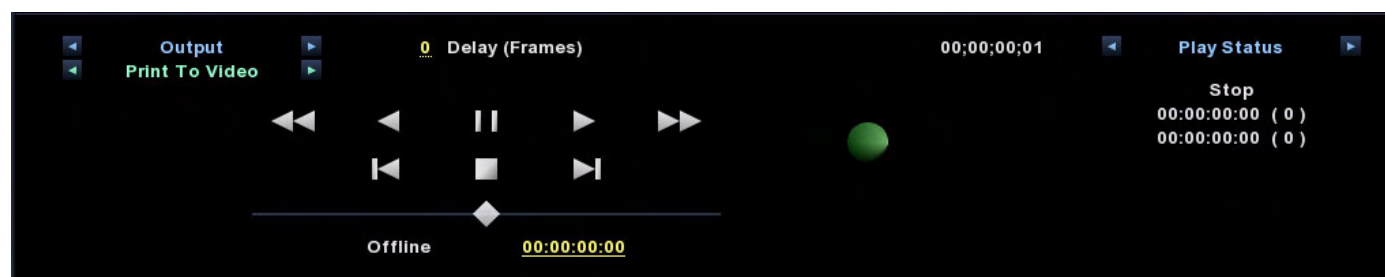 Output 0 Delay (Frames) 00;00;00;01 Play Status
Print To Video
Stop
00:00:00:00 ( 0 )
00:00:00:00 ( 0 )
Offline 00:00:00:00